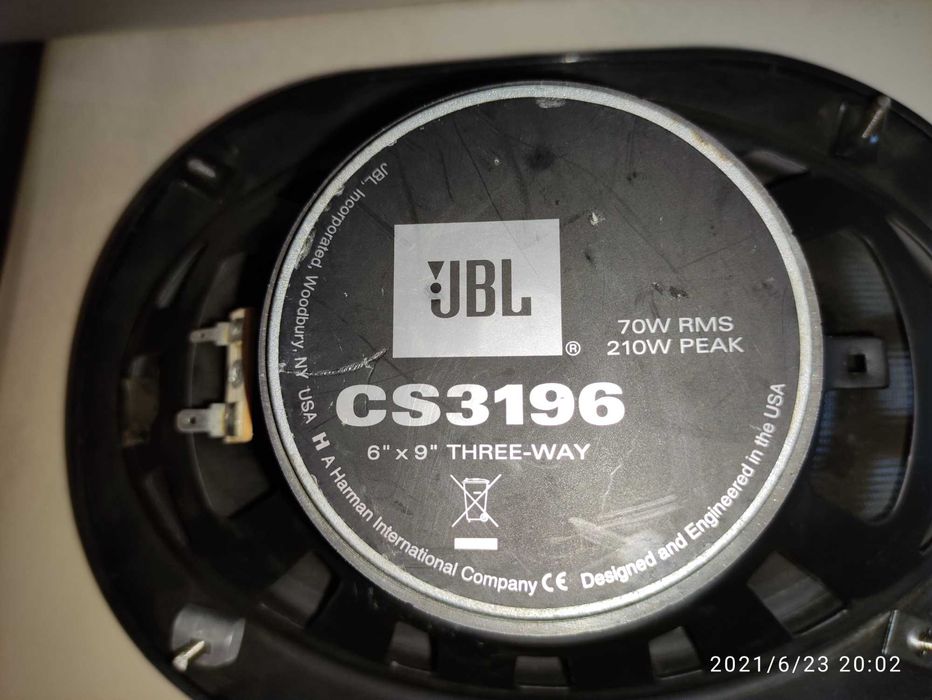 JBL
®
70W RMS
210W PEAK
CS3196
6" x 9" THREE-WAY
JBL, Incorporated, Woodbury, NY USA H A Harman International Company CE Designed and Engineered in the USA
2021/6/23 20:02